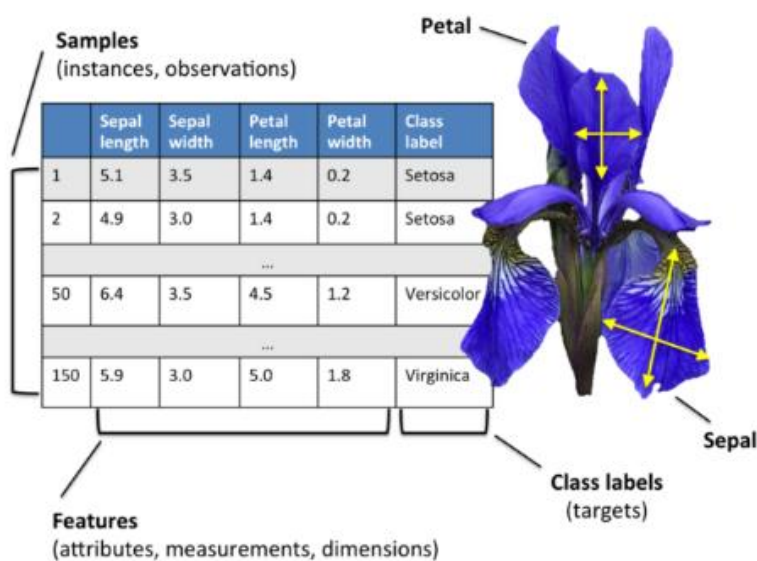 Samples
(instances, observations)
Petal
Sepal length Sepal width Petal length Petal width Class label
1 5.1 3.5 1.4 0.2 Setosa
2 4.9 3.0 1.4 0.2 Setosa
...
50 6.4 3.5 4.5 1.2 Versicolor
...
150 5.9 3.0 5.0 1.8 Virginica
Sepal
Class labels
(targets)
Features
(attributes, measurements, dimensions)